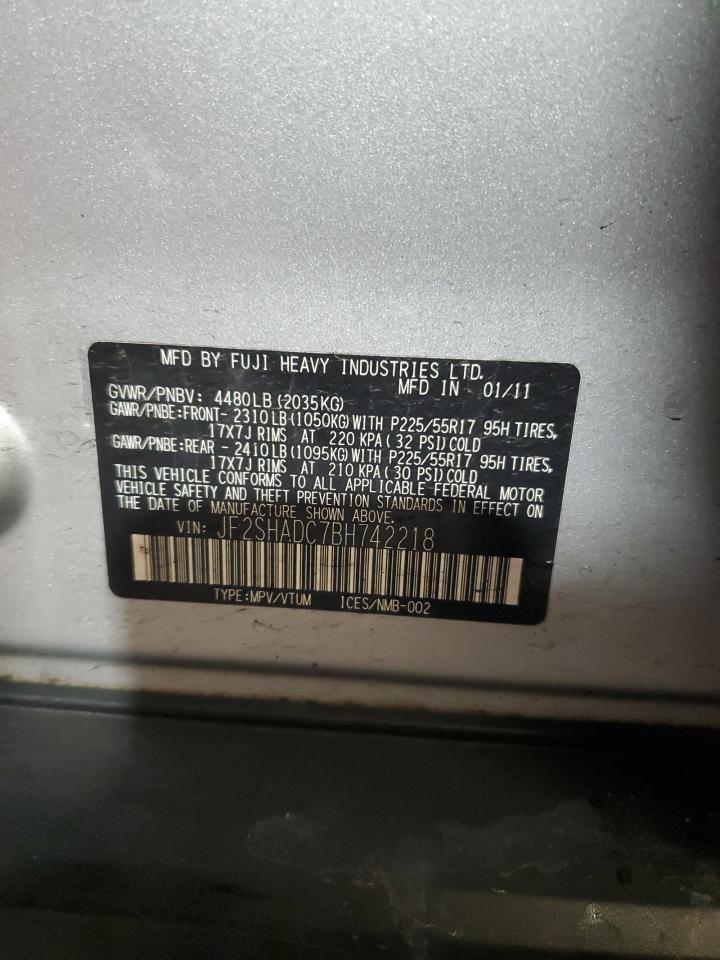 MFD BY FUJI HEAVY INDUSTRIES LTD.
MFD IN 01/11
GVWR/PNBV: 4480LB(2035KG)
GAWR/PNBE:FRONT-2310LB(1050KG)WITH P225/55R17 95H TIRES,
17X7J RIMS AT 220 KPA(32 PSI)COLD
GAWR/PNBE:REAR -2410LB(1095KG)WITH P225/55R17 95H TIRES,
17X7J RIMS AT 210 KPA(30 PSI)COLD
THIS VEHICLE CONFORMS TO ALL APPLICABLE FEDERAL MOTOR
VEHICLE SAFETY AND THEFT PREVENTION STANDARDS IN EFFECT ON
THE DATE OF MANUFACTURE SHOWN ABOVE.
VIN: JF2SHADC7BH742218
TYPE:MPV/VTUM ICES/NMB-002